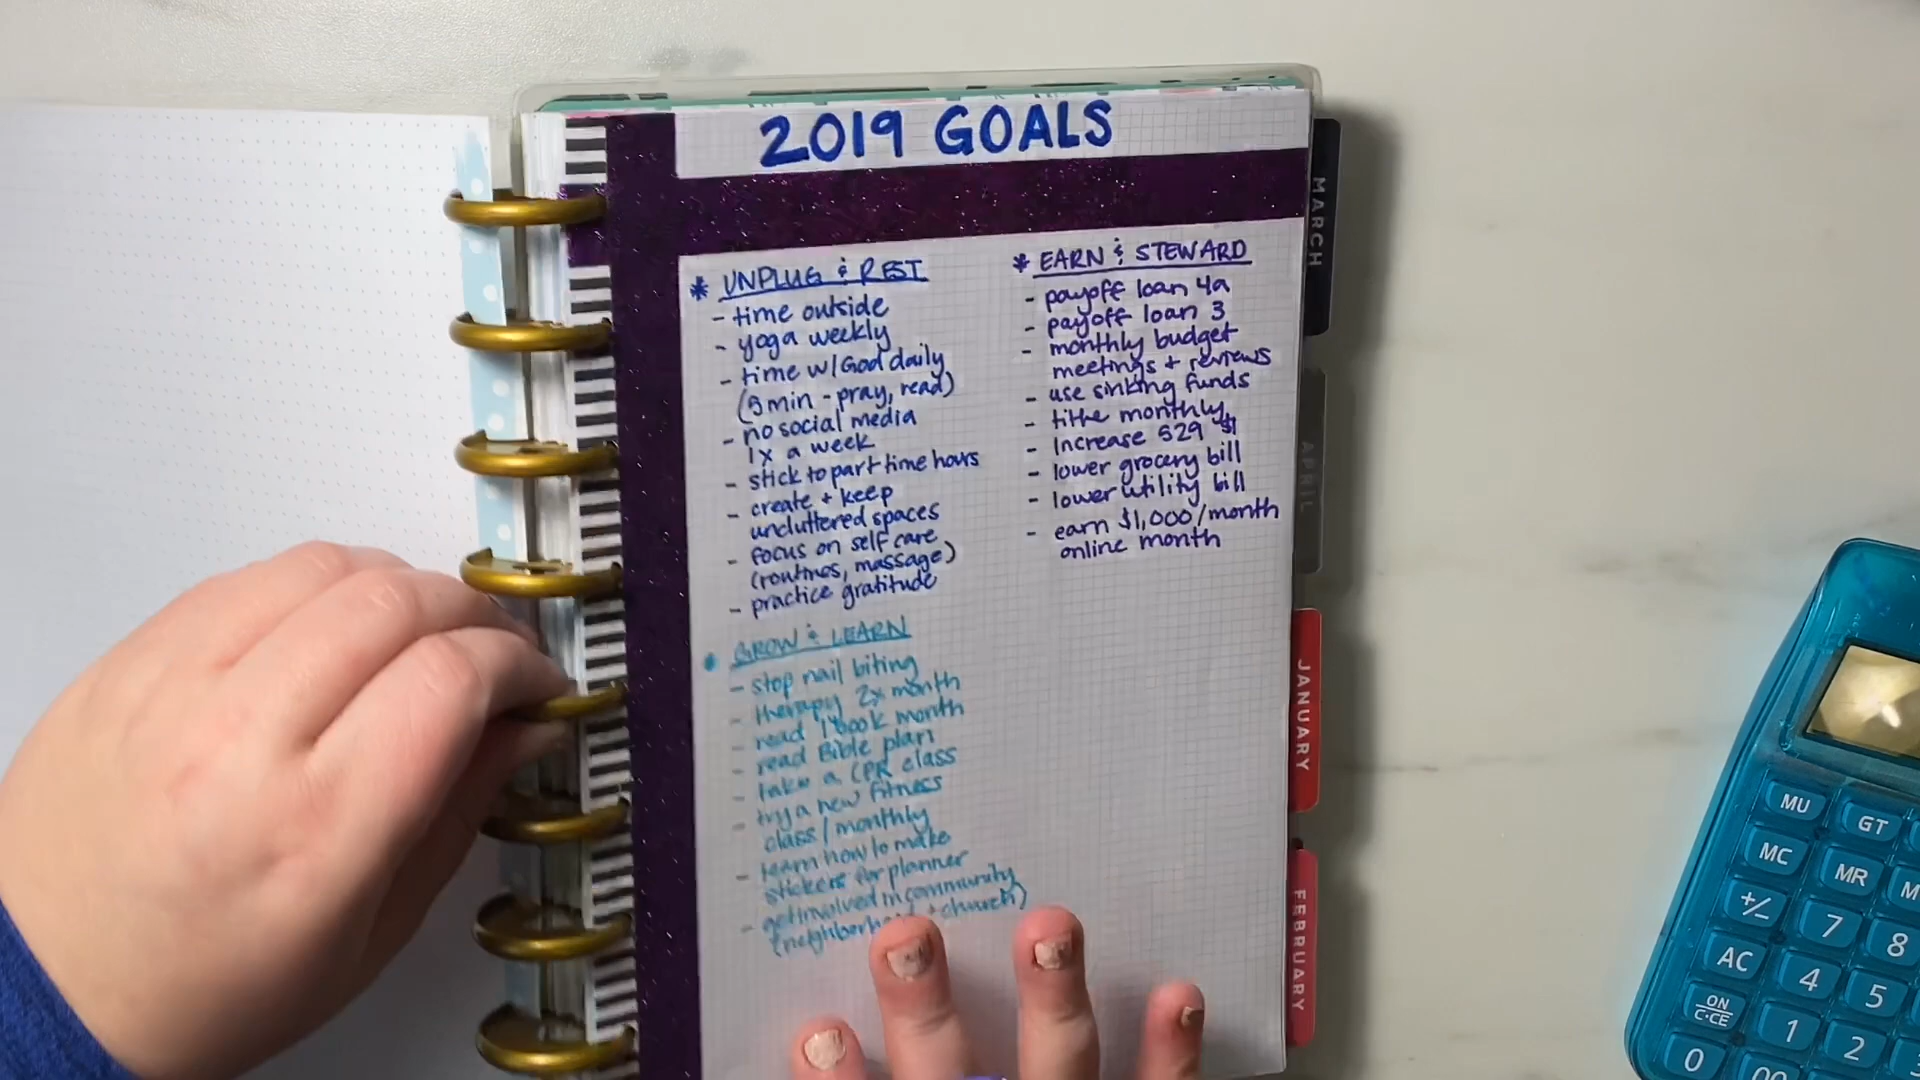 2019 GOALS
* UNPLUG & REST
- time outside
- yoga weekly
- time w/God daily
(5min - pray, read)
- no social media
1x a week
- stick to part time hours
- create + keep
uncluttered spaces
- focus on self care
(routines, massage)
- practice gratitude
* GROW & LEARN
- stop nail biting
- therapy 2x month
- read 1 book month
- read Bible plan
- take a CPR class
- try a new fitness
class / monthly
- learn how to make
stickers for planner
- get involved in community
+ church)
* EARN & STEWARD
- payoff loan 4a
- payoff loan 3
- monthly budget
meetings + reviews
- use sinking funds
- tithe monthly
- increase 529 $
- lower grocery bill
- lower utility bill
- earn $1,000/month
online month
MARCH
APRIL
JANUARY
FEBRUARY
MU
GT
MC
MR
M
+/-
7
8
AC
4
5
ON
C·CE
1
2
3
0
00